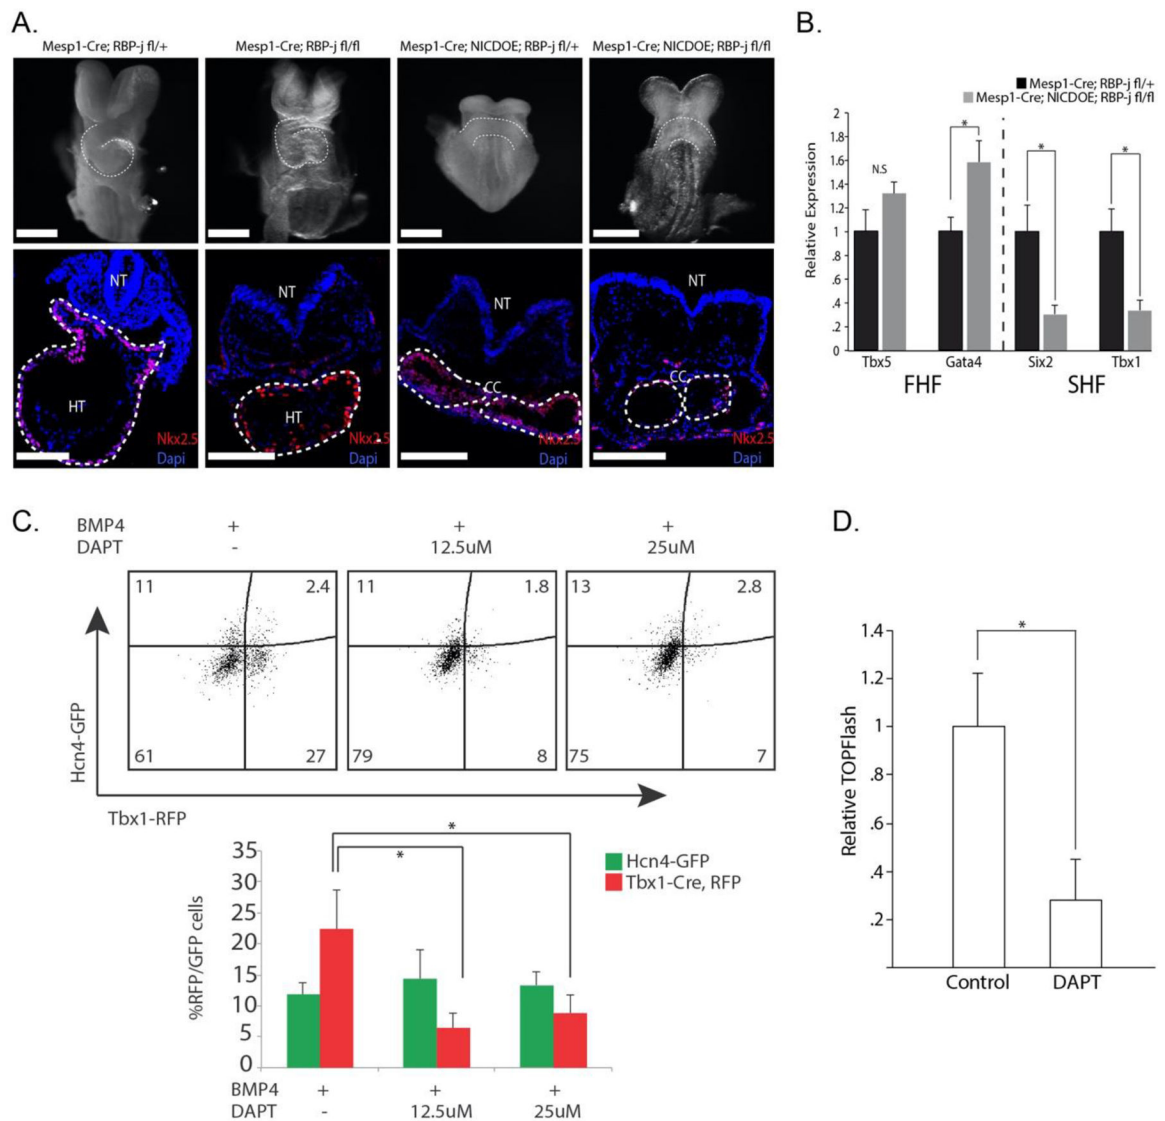 A.
Mesp1-Cre; RBP-j fl/+
Mesp1-Cre; RBP-j fl/fl
Mesp1-Cre; NICDOE; RBP-j fl/+
Mesp1-Cre; NICDOE; RBP-j fl/fl
NT
HT
Nkx2.5
Dapi
NT
HT
Nkx2.5
Dapi
NT
CC
Nkx2.5
Dapi
NT
CC
Nkx2.5
Dapi
B.
Mesp1-Cre; RBP-j fl/+
Mesp1-Cre; NICDOE; RBP-j fl/fl
Relative Expression
2
1.8
1.6
1.4
1.2
1
.8
.6
.4
.2
0
N.S
*
*
*
Tbx5 Gata4 Six2 Tbx1
FHF SHF
C.
BMP4 + + +
DAPT - 12.5uM 25uM
11 2.4 11 1.8 13 2.8
61 27 79 8 75 7
Hcn4-GFP
Tbx1-RFP
*
*
Hcn4-GFP
Tbx1-Cre, RFP
%RFP/GFP cells
35
30
25
20
15
10
5
0
BMP4 + + +
DAPT - 12.5uM 25uM
D.
Relative TOPFlash
1.4
1.2
1
.8
.6
.4
.2
*
Control DAPT